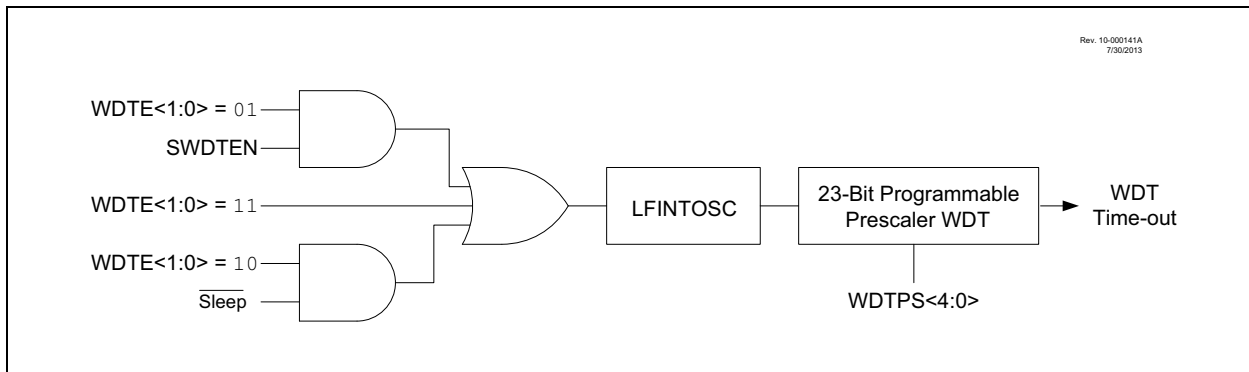 Rev. 10-000141A
7/30/2013
WDTE<1:0> = 01
SWDTEN
WDTE<1:0> = 11
WDTE<1:0> = 10
Sleep
LFINTOSC
23-Bit Programmable
Prescaler WDT
WDT
Time-out
WDTPS<4:0>